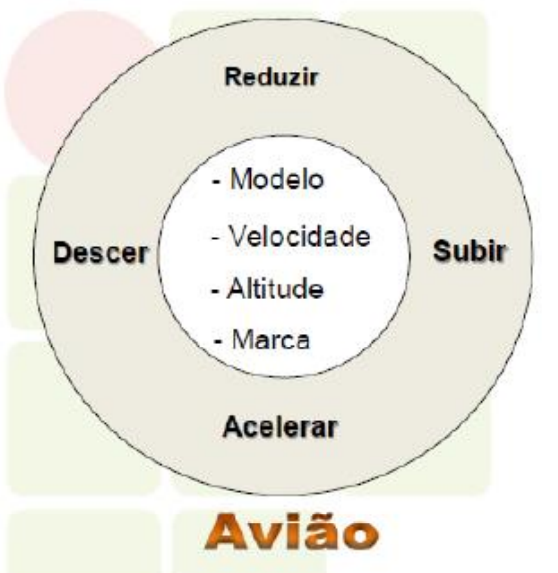 Reduzir
- Modelo
- Velocidade
Descer
Subir
- Altitude
- Marca
Acelerar
Avião